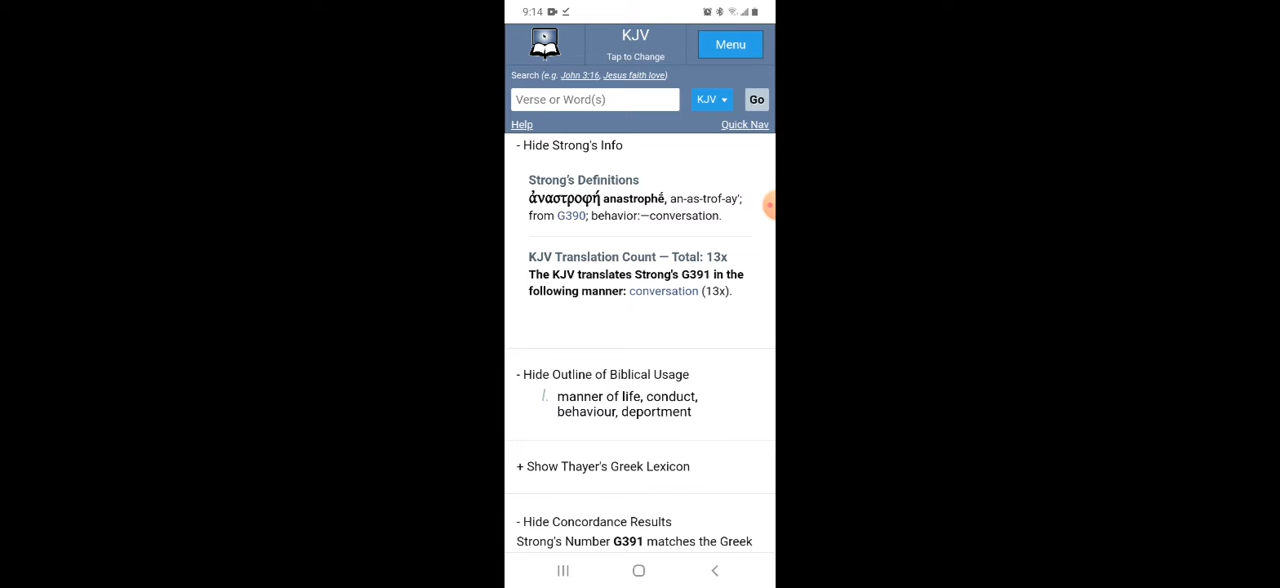 9:14
KJV
Tap to Change
Menu
Search (e.g. John 3:16, Jesus faith love)
Verse or Word(s)
KJV
Go
Help
Quick Nav
- Hide Strong's Info
Strong's Definitions
ἀναστροφή anastrophḗ, an-as-trof-ay';
from G390; behavior:—conversation.
KJV Translation Count — Total: 13x
The KJV translates Strong's G391 in the
following manner: conversation (13x).
- Hide Outline of Biblical Usage
I. manner of life, conduct,
behaviour, deportment
+ Show Thayer's Greek Lexicon
- Hide Concordance Results
Strong's Number G391 matches the Greek